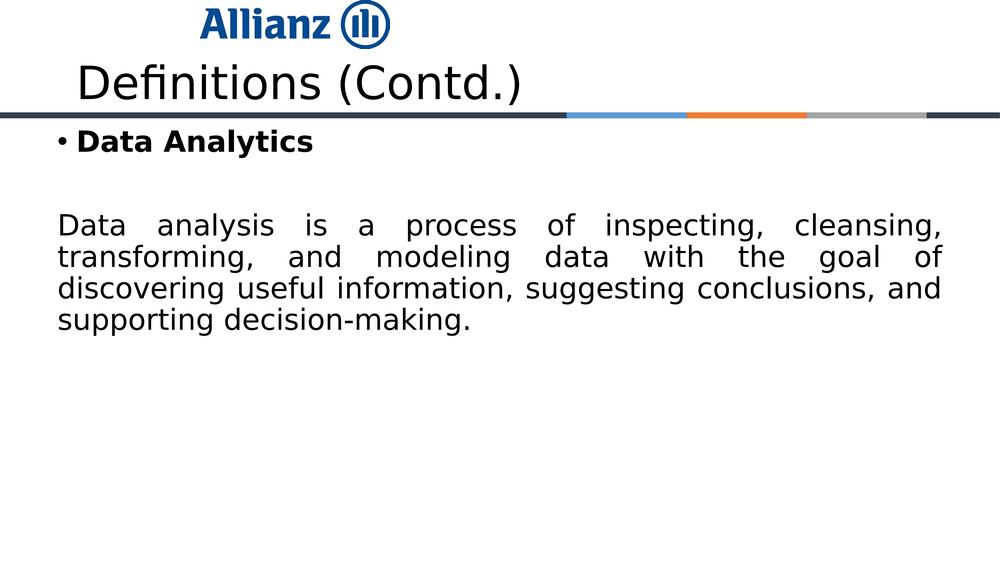 Allianz
Definitions (Contd.)
• Data Analytics
Data analysis is a process of inspecting, cleansing,
transforming, and modeling data with the goal of
discovering useful information, suggesting conclusions, and
supporting decision-making.